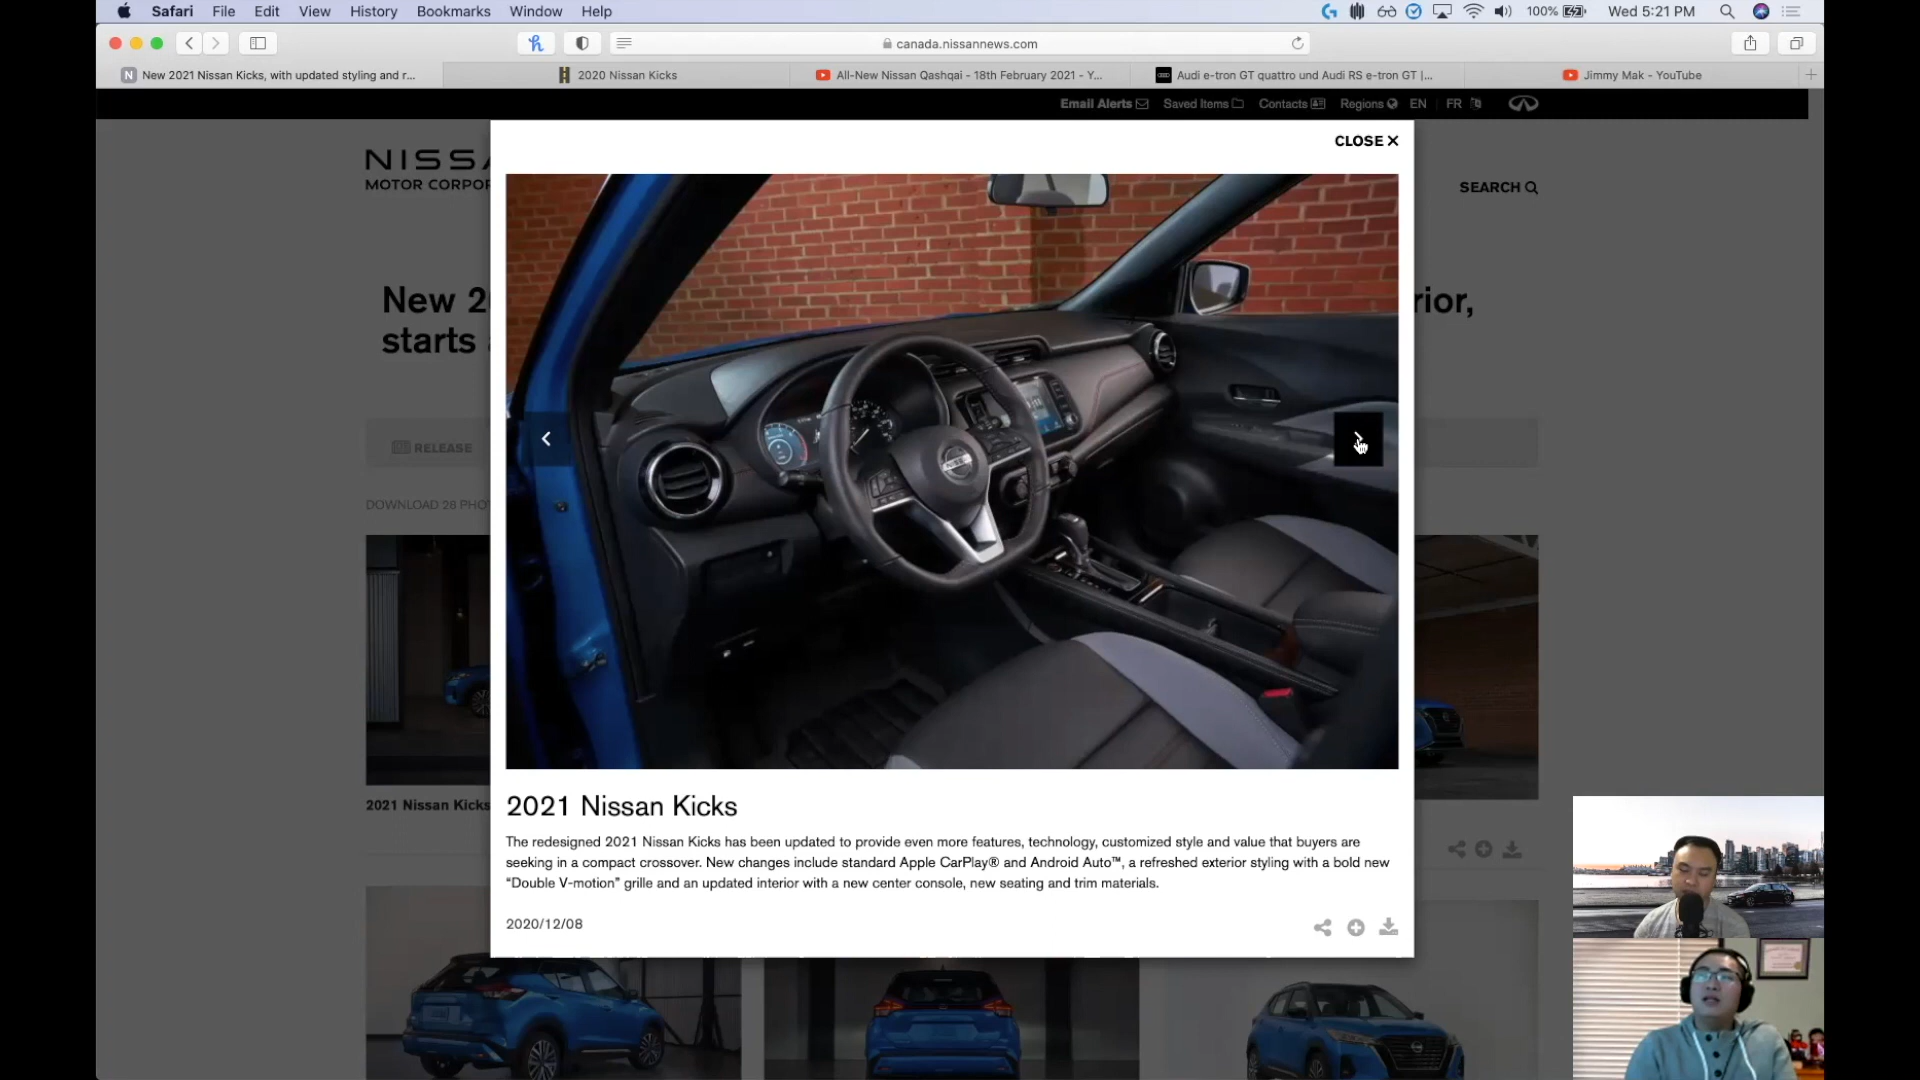 Safari File Edit View History Bookmarks Window Help 100% Wed 5:21 PM
canada.nissannews.com
New 2021 Nissan Kicks, with updated styling and r...
2020 Nissan Kicks
All-New Nissan Qashqai - 18th February 2021 - Y...
Audi e-tron GT quattro und Audi RS e-tron GT |...
Jimmy Mak - YouTube
Email Alerts Saved Items Contacts Regions EN | FR
CLOSE
NISSA
MOTOR CORPOR
SEARCH
New 2 rior,
starts
RELEASE
DOWNLOAD 28 PHO
NISSAN
2021 Nissan Kicks
2021 Nissan Kicks
The redesigned 2021 Nissan Kicks has been updated to provide even more features, technology, customized style and value that buyers are
seeking in a compact crossover. New changes include standard Apple CarPlay® and Android Auto™, a refreshed exterior styling with a bold new
“Double V-motion” grille and an updated interior with a new center console, new seating and trim materials.
2020/12/08